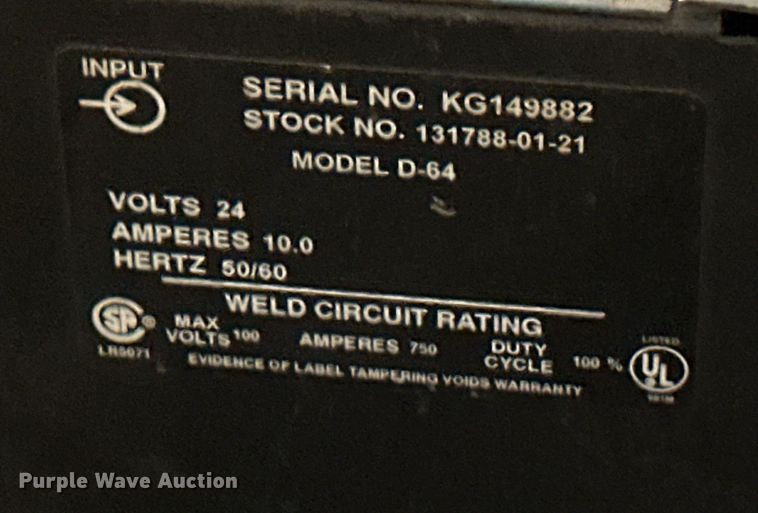 INPUT
SERIAL NO. KG149882
STOCK NO. 131788-01-21
MODEL D-64
VOLTS 24
AMPERES 10.0
HERTZ 50/60
WELD CIRCUIT RATING
SP ® MAX VOLTS 100 AMPERES 750 DUTY CYCLE 100 %
LISTED
UL
LR5071
EVIDENCE OF LABEL TAMPERING VOIDS WARRANTY
Purple Wave Auction